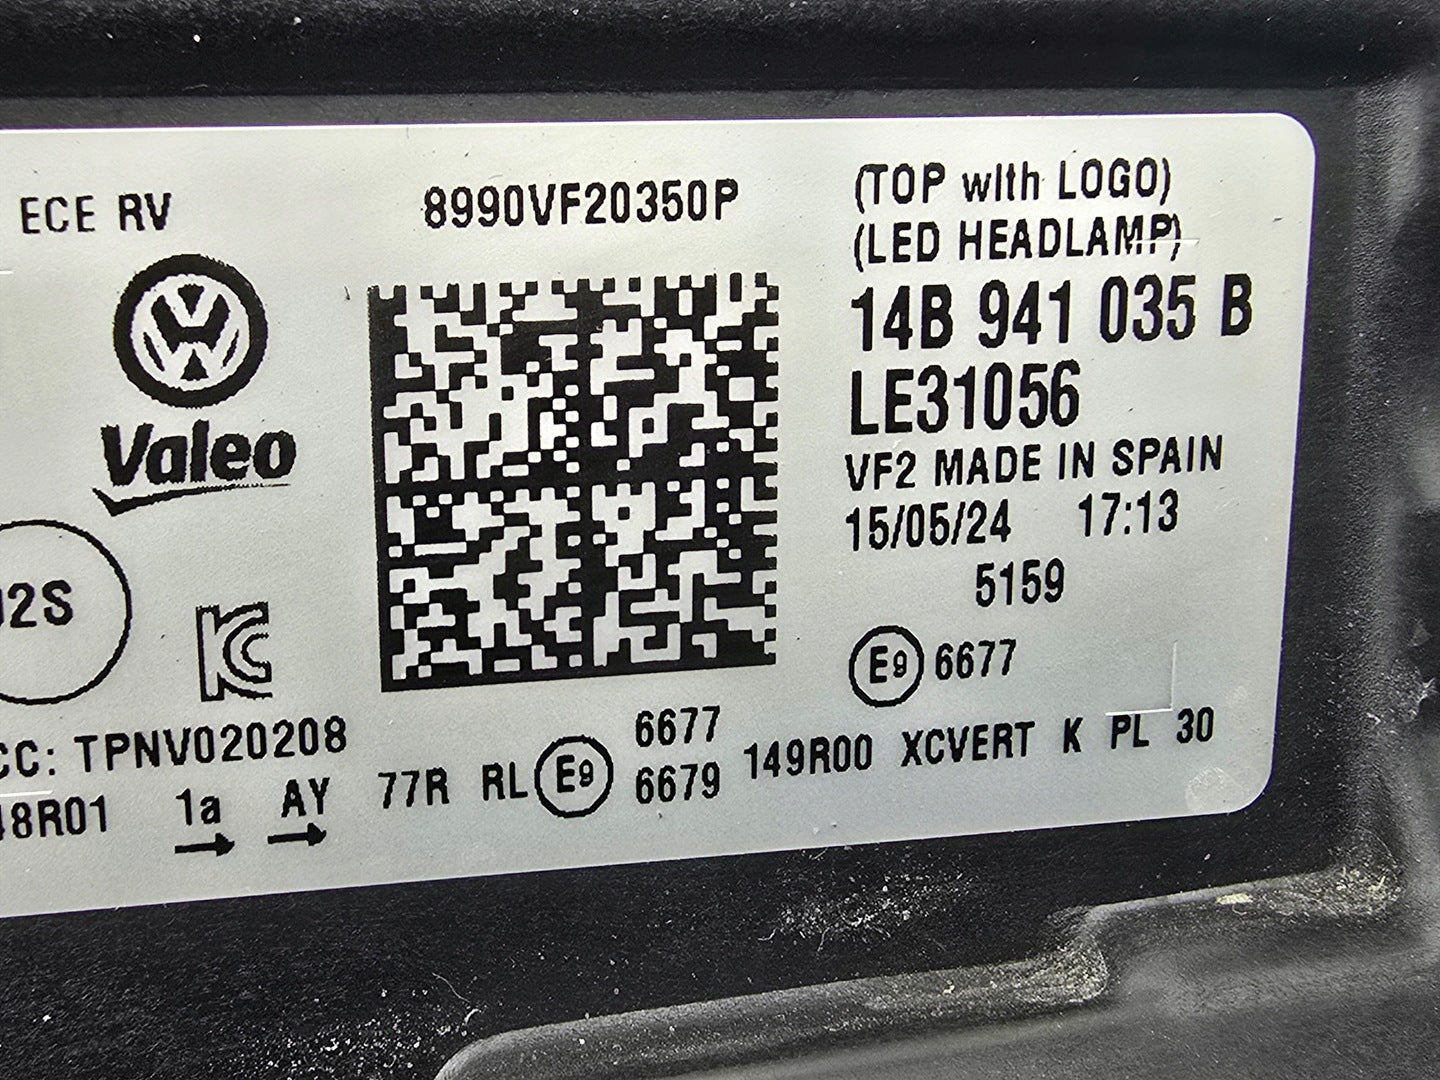 ECE RV
8990VF20350P
(TOP with LOGO)
(LED HEADLAMP)
14B 941 035 B
LE31056
VF2 MADE IN SPAIN
15/05/24 17:13
5159
Valeo
02S
E9 6677
CC: TPNV020208
48R01 1a AY
77R RL E9 6677
6679
149R00 XCVERT K PL 30